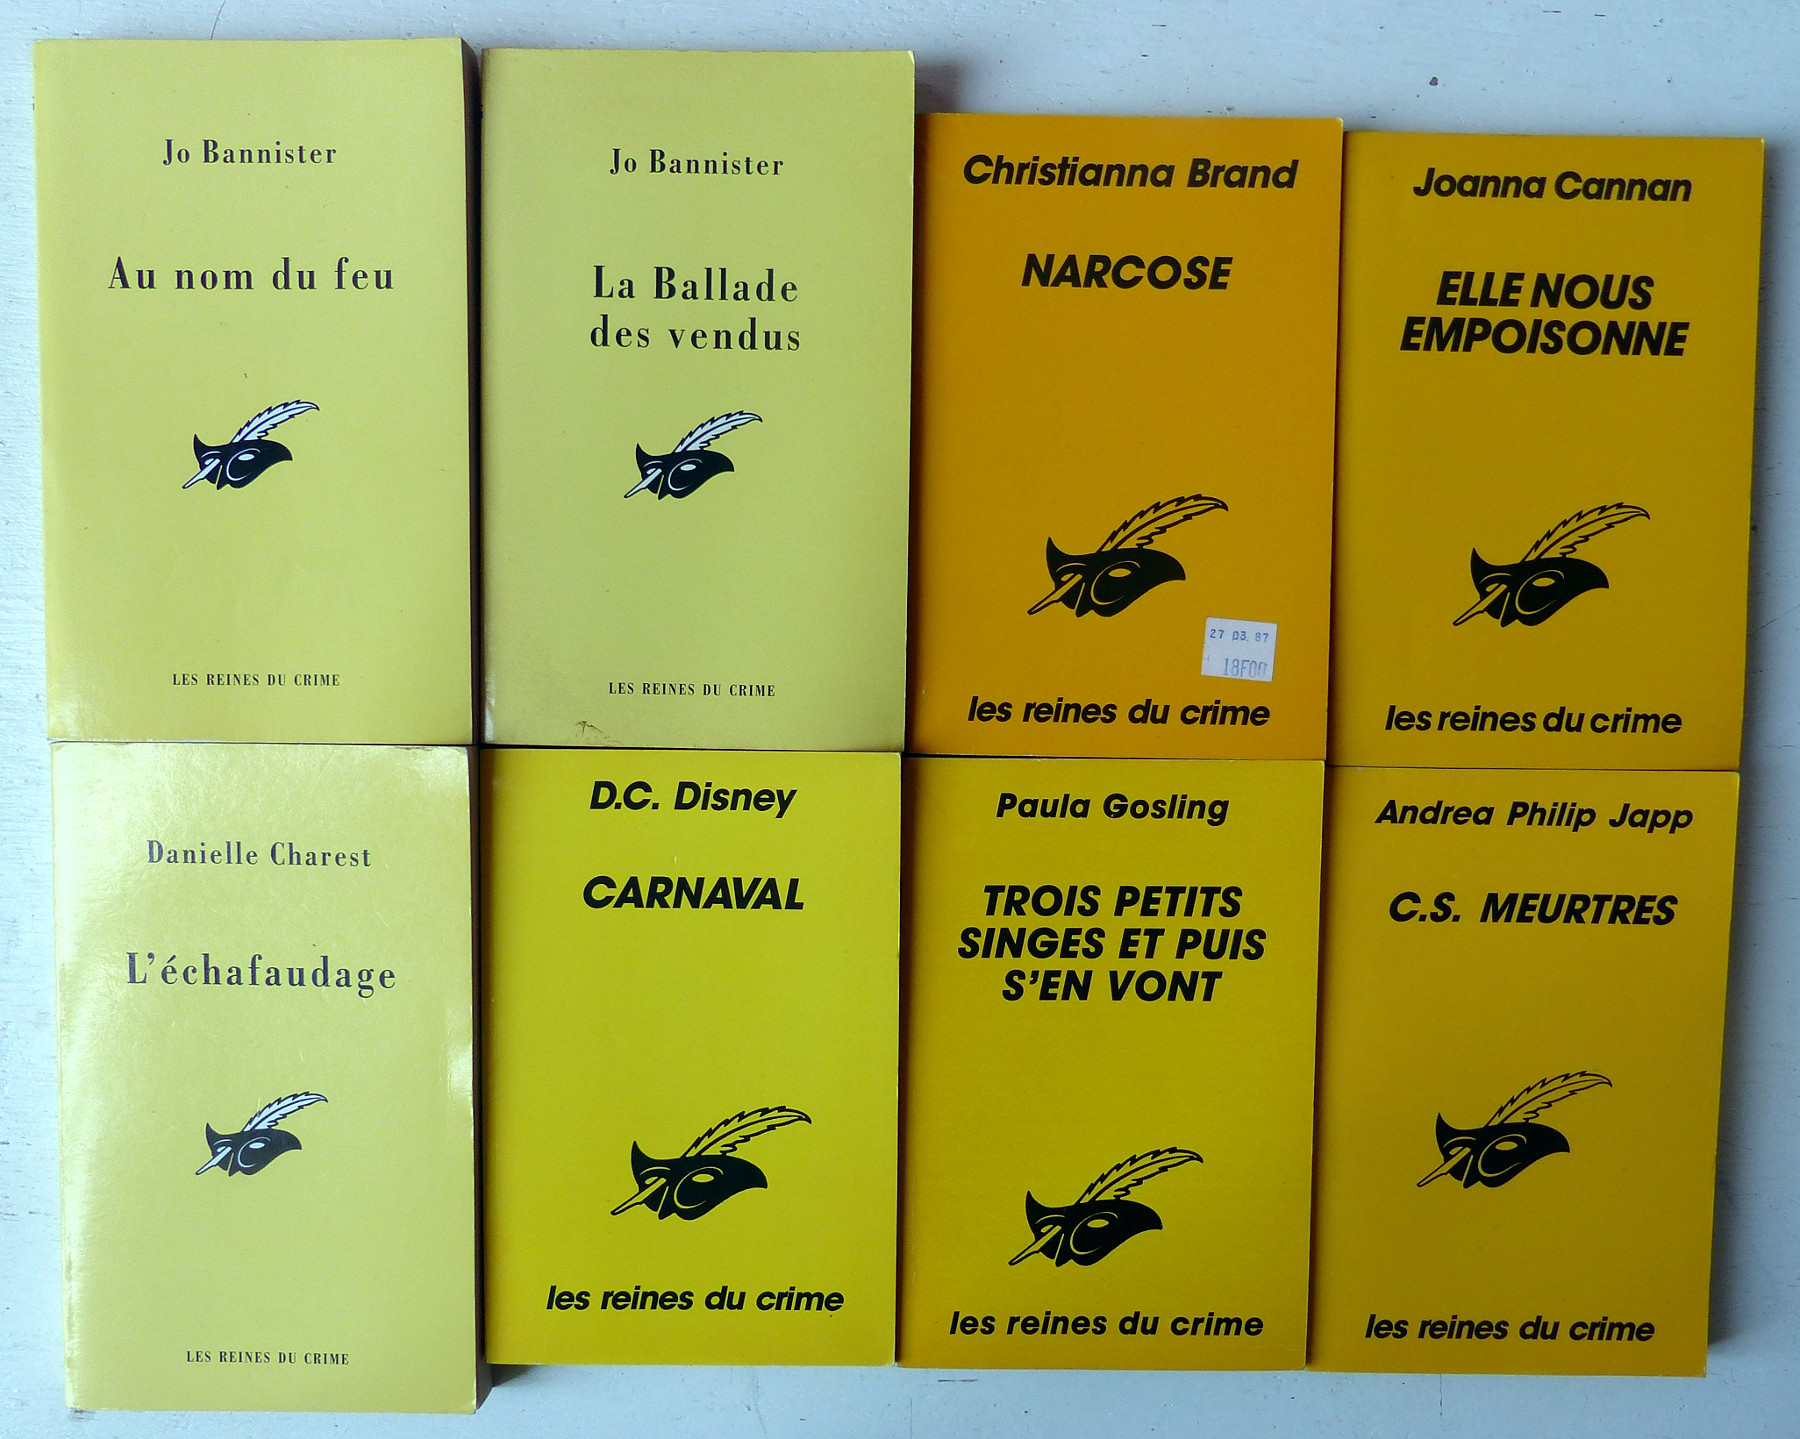 Jo Bannister
Au nom du feu
LES REINES DU CRIME
Jo Bannister
La Ballade
des vendus
LES REINES DU CRIME
Christianna Brand
NARCOSE
27 03. 87
18F00
les reines du crime
Joanna Cannan
ELLE NOUS
EMPOISONNE
les reines du crime
Danielle Charest
L'échafaudage
LES REINES DU CRIME
D.C. Disney
CARNAVAL
les reines du crime
Paula Gosling
TROIS PETITS
SINGES ET PUIS
S'EN VONT
les reines du crime
Andrea Philip Japp
C.S. MEURTRES
les reines du crime